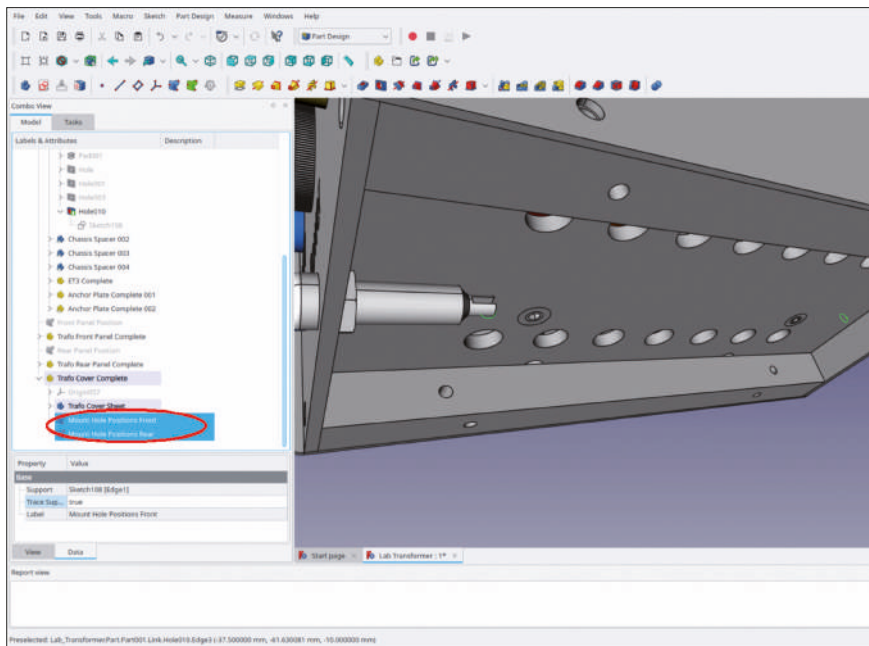 File Edit View Tools Macro Sketch Part Design Measure Windows Help
Part Design
Combo View
Model Tasks
Labels & Attributes Description
Pad001
Hole
Hole001
Hole003
Hole010
Sketch108
Chassis Spacer 002
Chassis Spacer 003
Chassis Spacer 004
ET3 Complete
Anchor Plate Complete 001
Anchor Plate Complete 002
Front Panel Position
Trafo Front Panel Complete
Rear Panel Position
Trafo Rear Panel Complete
Trafo Cover Complete
Trafo Cover Sheet
Mount Hole Positions Front
Mount Hole Positions Rear
Property Value
Base
Support Sketch108 [Edge1]
Trace Sup... true
Label Mount Hole Positions Front
View Data
Start page Lab Transformer : 1*
Report view
Preselected: Lab_Transformer.Part.Part001.Link.Hole010.Edge3 (-37.500000 mm, -61.630081 mm, -10.000000 mm)